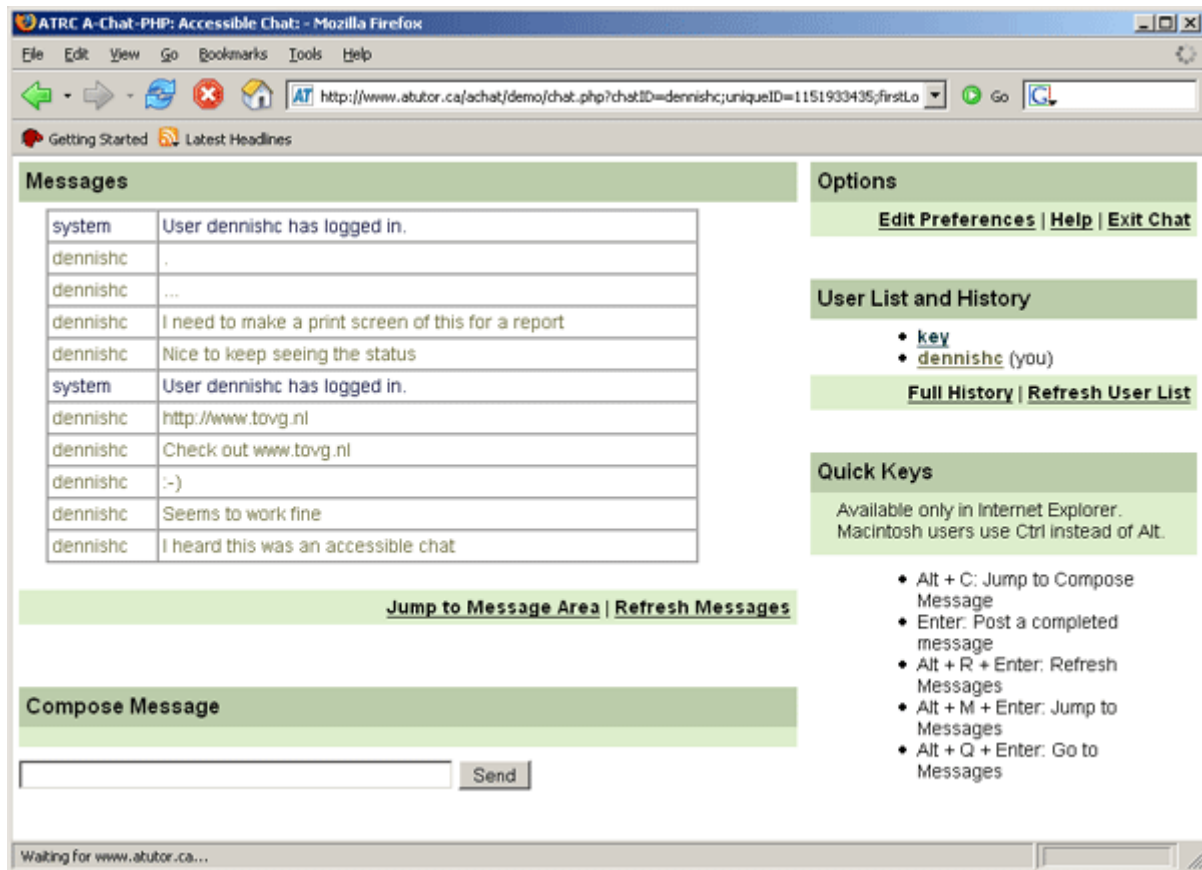 ATRC A-Chat-PHP: Accessible Chat: - Mozilla Firefox
File Edit View Go Bookmarks Tools Help
AT http://www.atutor.ca/achat/demo/chat.php?chatID=dennishc;uniqueID=1151933435;firstLo Go G
Getting Started Latest Headlines
Messages
system User dennishc has logged in.
dennishc .
dennishc ...
dennishc I need to make a print screen of this for a report
dennishc Nice to keep seeing the status
system User dennishc has logged in.
dennishc http://www.tovg.nl
dennishc Check out www.tovg.nl
dennishc :-)
dennishc Seems to work fine
dennishc I heard this was an accessible chat
Jump to Message Area | Refresh Messages
Compose Message
Send
Options
Edit Preferences | Help | Exit Chat
User List and History
• key
• dennishc (you)
Full History | Refresh User List
Quick Keys
Available only in Internet Explorer.
Macintosh users use Ctrl instead of Alt.
• Alt + C: Jump to Compose
Message
• Enter: Post a completed
message
• Alt + R + Enter: Refresh
Messages
• Alt + M + Enter: Jump to
Messages
• Alt + Q + Enter: Go to
Messages
Waiting for www.atutor.ca...